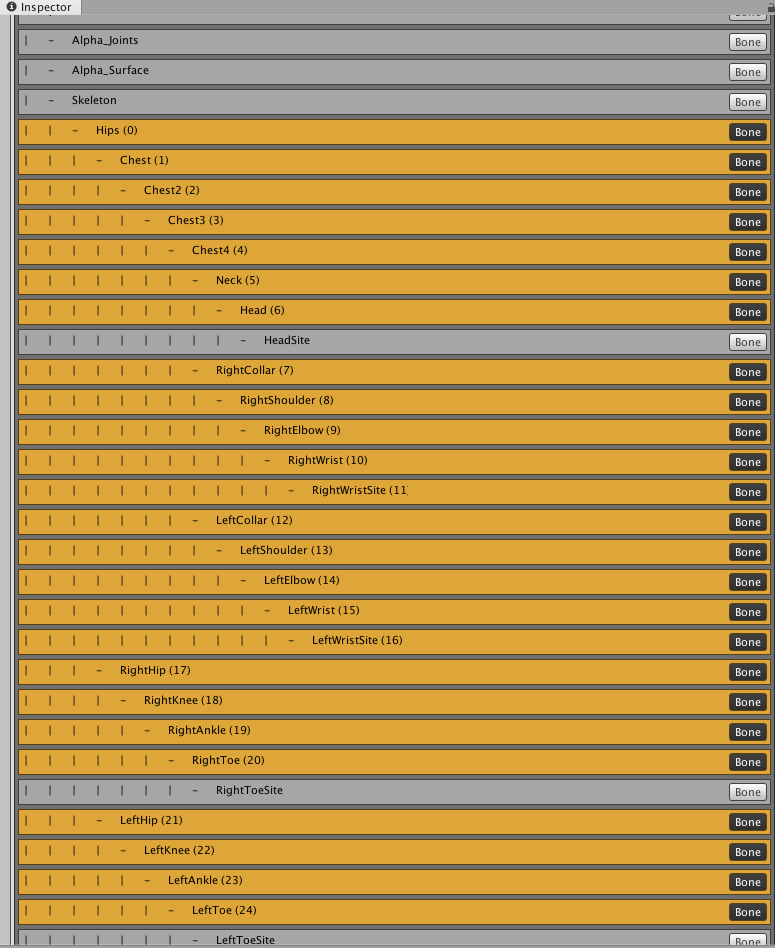 Inspector
Alpha_Joints Bone
Alpha_Surface Bone
Skeleton Bone
Hips (0) Bone
Chest (1) Bone
Chest2 (2) Bone
Chest3 (3) Bone
Chest4 (4) Bone
Neck (5) Bone
Head (6) Bone
HeadSite Bone
RightCollar (7) Bone
RightShoulder (8) Bone
RightElbow (9) Bone
RightWrist (10) Bone
RightWristSite (11 Bone
LeftCollar (12) Bone
LeftShoulder (13) Bone
LeftElbow (14) Bone
LeftWrist (15) Bone
LeftWristSite (16) Bone
RightHip (17) Bone
RightKnee (18) Bone
RightAnkle (19) Bone
RightToe (20) Bone
RightToeSite Bone
LeftHip (21) Bone
LeftKnee (22) Bone
LeftAnkle (23) Bone
LeftToe (24) Bone
LeftToeSite Bone